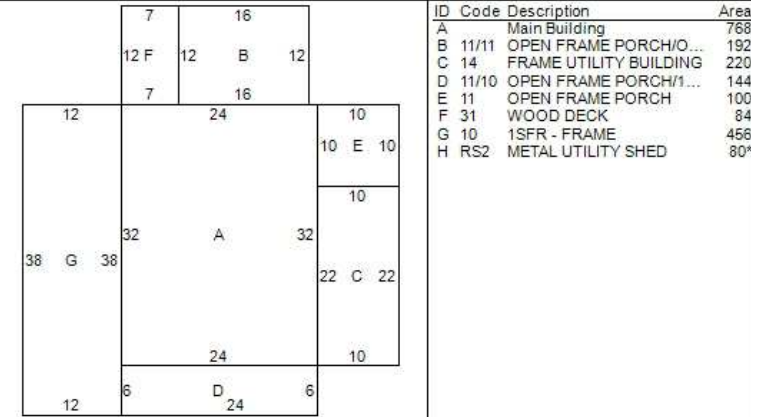 7 16
12 F 12 B 12
7 16
12 24 10
10 E 10
10
32 A 32
38 G 38
22 C 22
24 10
6 D 6
12 24
ID Code Description Area
A Main Building 768
B 11/11 OPEN FRAME PORCH/O... 192
C 14 FRAME UTILITY BUILDING 220
D 11/10 OPEN FRAME PORCH/1... 144
E 11 OPEN FRAME PORCH 100
F 31 WOOD DECK 84
G 10 1SFR - FRAME 456
H RS2 METAL UTILITY SHED 80*